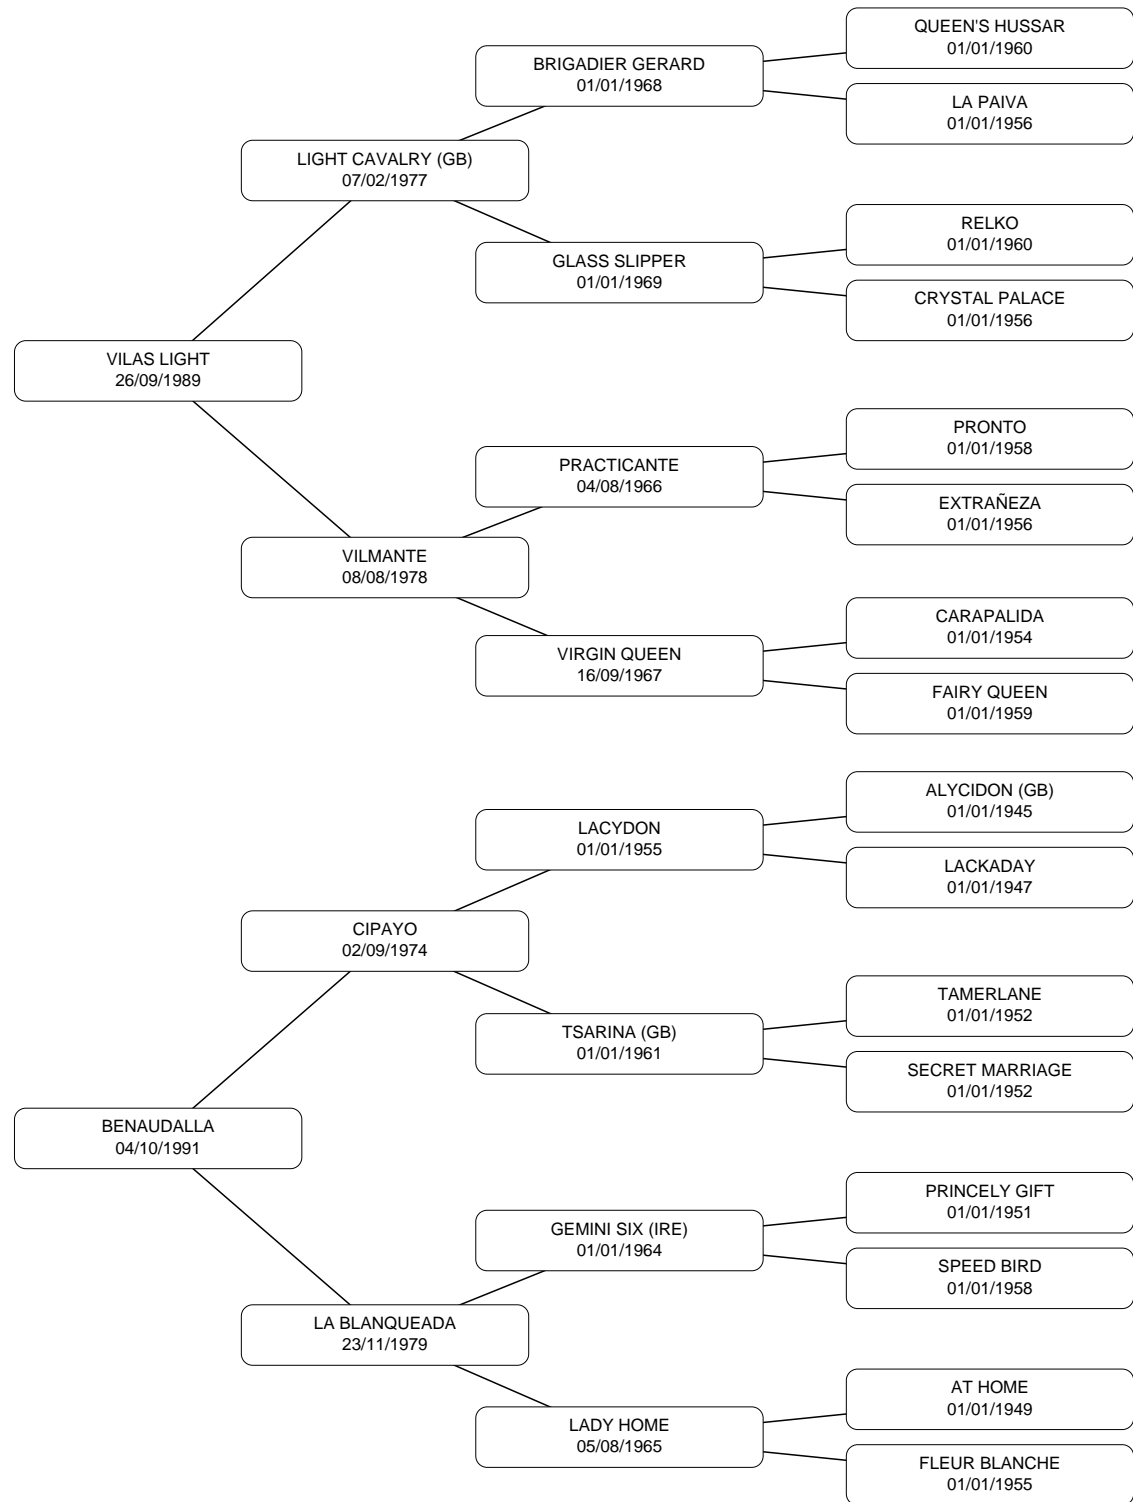 QUEEN'S HUSSAR
01/01/1960
BRIGADIER GERARD
01/01/1968
LA PAIVA
01/01/1956
LIGHT CAVALRY (GB)
07/02/1977
RELKO
01/01/1960
GLASS SLIPPER
01/01/1969
CRYSTAL PALACE
01/01/1956
VILAS LIGHT
26/09/1989
PRONTO
01/01/1958
PRACTICANTE
04/08/1966
EXTRAÑEZA
01/01/1956
VILMANTE
08/08/1978
CARAPALIDA
01/01/1954
VIRGIN QUEEN
16/09/1967
FAIRY QUEEN
01/01/1959
ALYCIDON (GB)
01/01/1945
LACYDON
01/01/1955
LACKADAY
01/01/1947
CIPAYO
02/09/1974
TAMERLANE
01/01/1952
TSARINA (GB)
01/01/1961
SECRET MARRIAGE
01/01/1952
BENAUDALLA
04/10/1991
PRINCELY GIFT
01/01/1951
GEMINI SIX (IRE)
01/01/1964
SPEED BIRD
01/01/1958
LA BLANQUEADA
23/11/1979
AT HOME
01/01/1949
LADY HOME
05/08/1965
FLEUR BLANCHE
01/01/1955